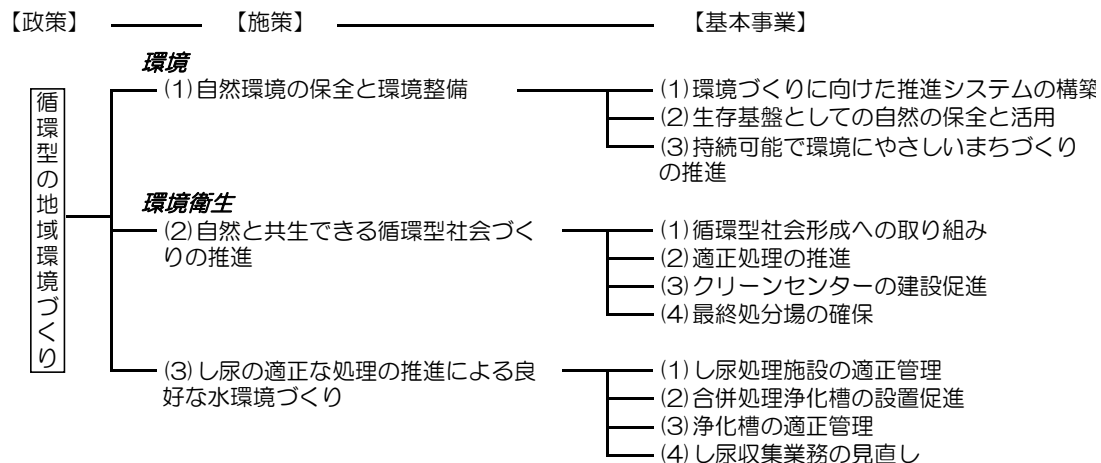 【政策】 【施策】 【基本事業】
循環型の地域環境づくり
環境
(1)自然環境の保全と環境整備
(1)環境づくりに向けた推進システムの構築
(2)生存基盤としての自然の保全と活用
(3)持続可能で環境にやさしいまちづくり
の推進
環境衛生
(2)自然と共生できる循環型社会づく
りの推進
(1)循環型社会形成への取り組み
(2)適正処理の推進
(3)クリーンセンターの建設促進
(4)最終処分場の確保
(3)し尿の適正な処理の推進による良
好な水環境づくり
(1)し尿処理施設の適正管理
(2)合併処理浄化槽の設置促進
(3)浄化槽の適正管理
(4)し尿収集業務の見直し